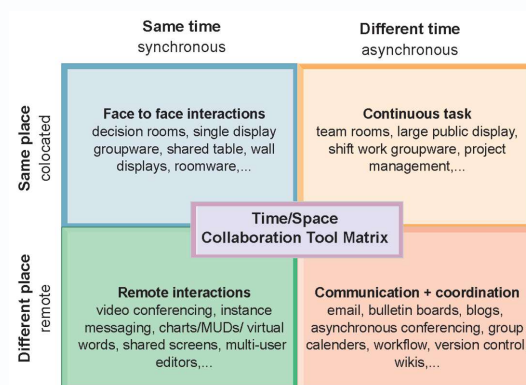 Same time
synchronous
Different time
asynchronous
Same place
colocated
Face to face interactions
decision rooms, single display
groupware, shared table, wall
displays, roomware,...
Continuous task
team rooms, large public display,
shift work groupware, project
management,...
Time/Space
Collaboration Tool Matrix
Different place
remote
Remote interactions
video conferencing, instance
messaging, charts/MUDs/ virtual
words, shared screens, multi-user
editors,...
Communication + coordination
email, bulletin boards, blogs,
asynchronous conferencing, group
calenders, workflow, version control
wikis,...